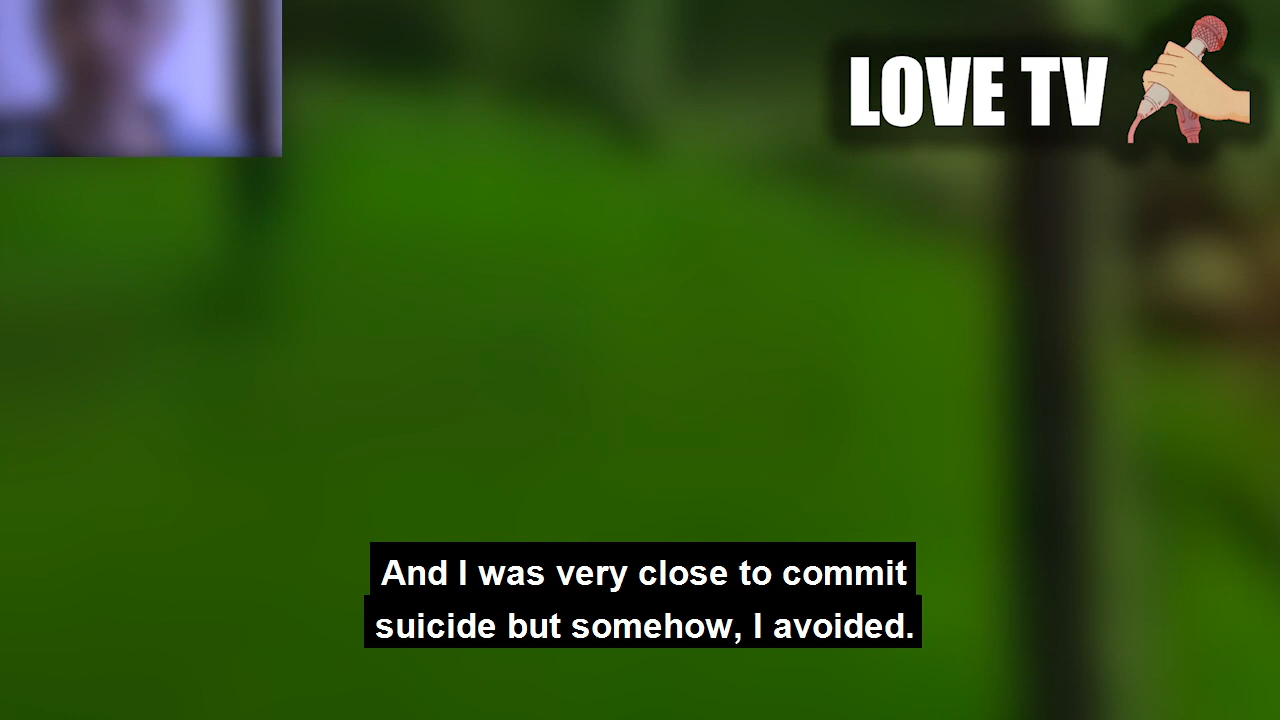 LOVE TV
And I was very close to commit
suicide but somehow, I avoided.